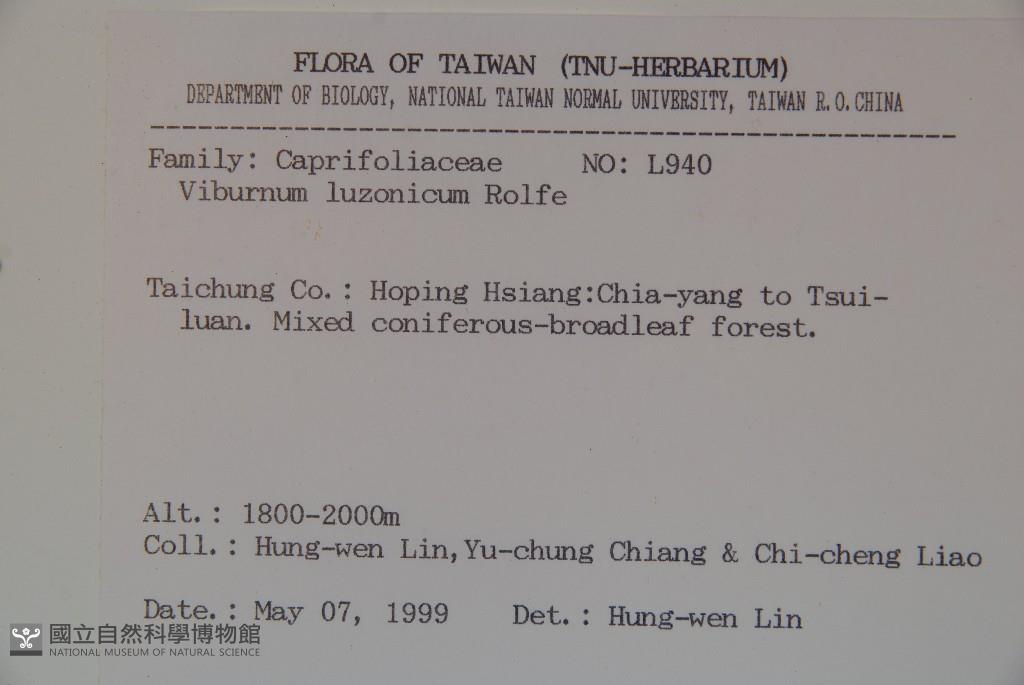 FLORA OF TAIWAN (TNU-HERBARIUM)
DEPARTMENT OF BIOLOGY, NATIONAL TAIWAN NORMAL UNIVERSITY, TAIWAN R.O.CHINA
Family: Caprifoliaceae NO: L940
Viburnum luzonicum Rolfe
Taichung Co.: Hoping Hsiang:Chia-yang to Tsui-
luan. Mixed coniferous-broadleaf forest.
Alt.: 1800-2000m
Coll.: Hung-wen Lin,Yu-chung Chiang & Chi-cheng Liao
Date.: May 07, 1999 Det.: Hung-wen Lin
國立自然科學博物館
NATIONAL MUSEUM OF NATURAL SCIENCE